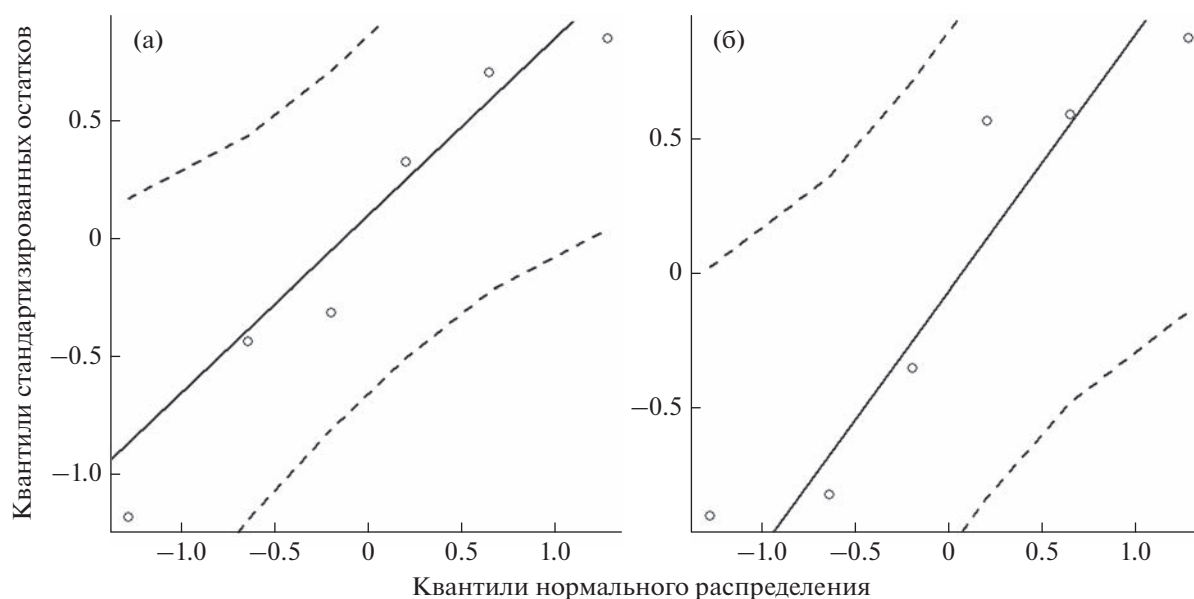 Квантили стандартизированных остатков
(а)
0.5
0
−0.5
−1.0
−1.0 −0.5 0 0.5 1.0
(б)
0.5
0
−0.5
−1.0 −0.5 0 0.5 1.0
Квантили нормального распределения